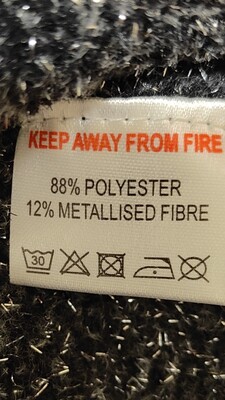 KEEP AWAY FROM FIRE
88% POLYESTER
12% METALLISED FIBRE
30